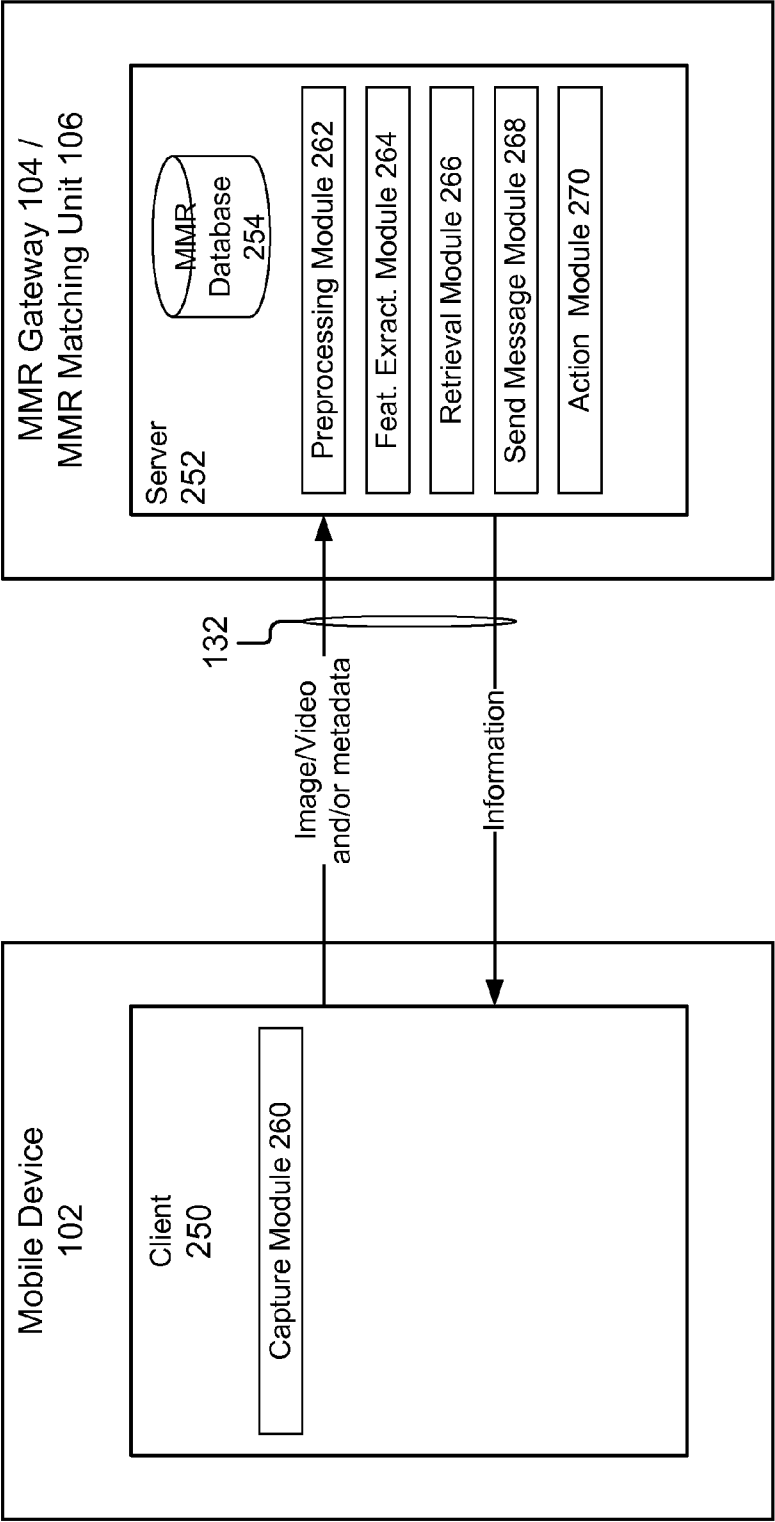 Mobile Device
102
Client
250
Capture Module 260
Image/Video
and/or metadata
Information
132
MMR Gateway 104 /
MMR Matching Unit 106
Server
252
MMR
Database
254
Preprocessing Module 262
Feat. Exract. Module 264
Retrieval Module 266
Send Message Module 268
Action Module 270